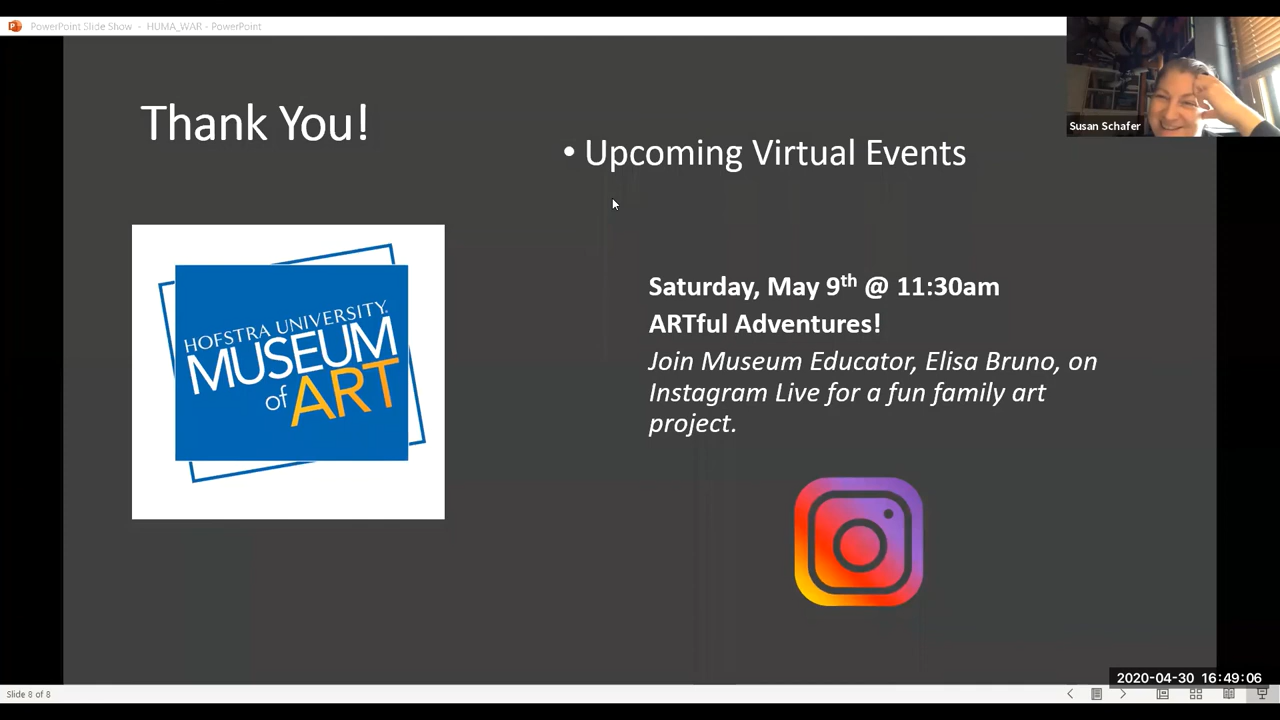 PowerPoint Slide Show - HUMA_WAR - PowerPoint
Susan Schafer
Thank You!
• Upcoming Virtual Events
HOFSTRA UNIVERSITY
MUSEUM
of ART
Saturday, May 9th @ 11:30am
ARTful Adventures!
Join Museum Educator, Elisa Bruno, on
Instagram Live for a fun family art
project.
2020-04-30 16:49:06
Slide 8 of 8